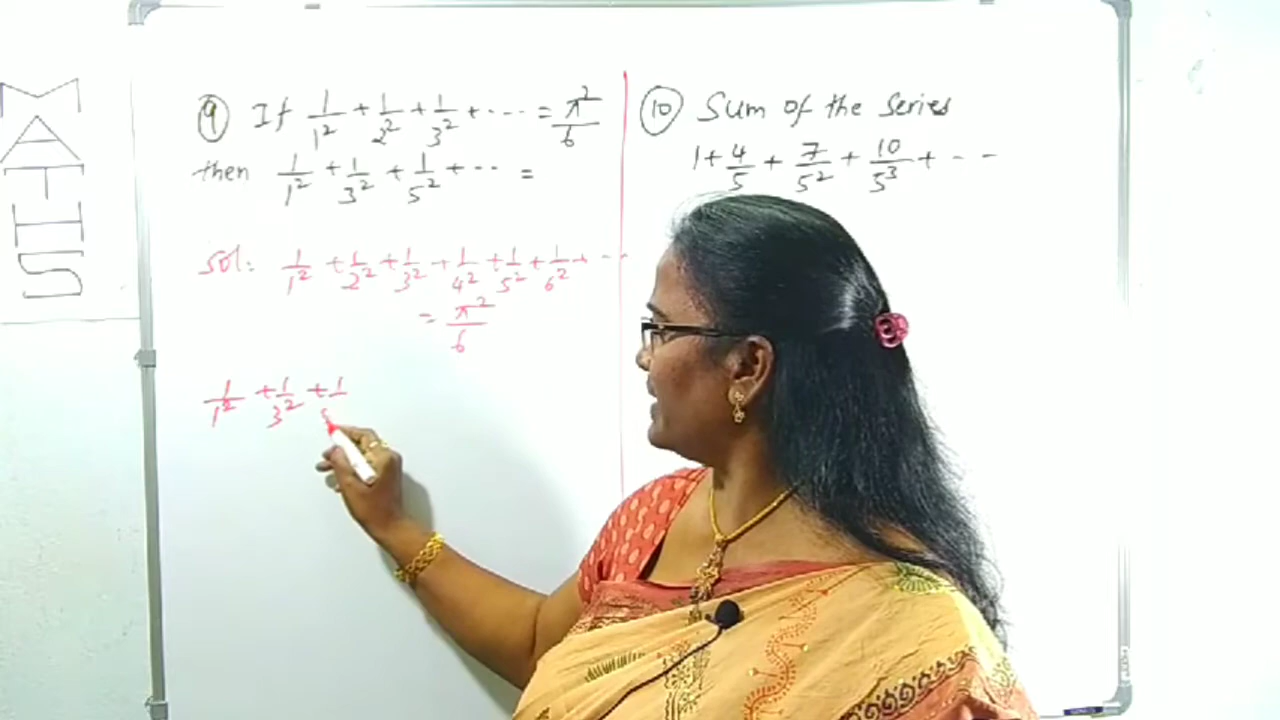 MATHS
9 If 1/1² + 1/2² + 1/3² + ---- = π²/6
then 1/1² + 1/3² + 1/5² + --- =
Sol: 1/1² + 1/2² + 1/3² + 1/4² + 1/5² + 1/6² + ---
= π²/6
1/1² + 1/3² + 1/5
10 Sum of the series
1 + 4/5 + 7/5² + 10/5³ + ---